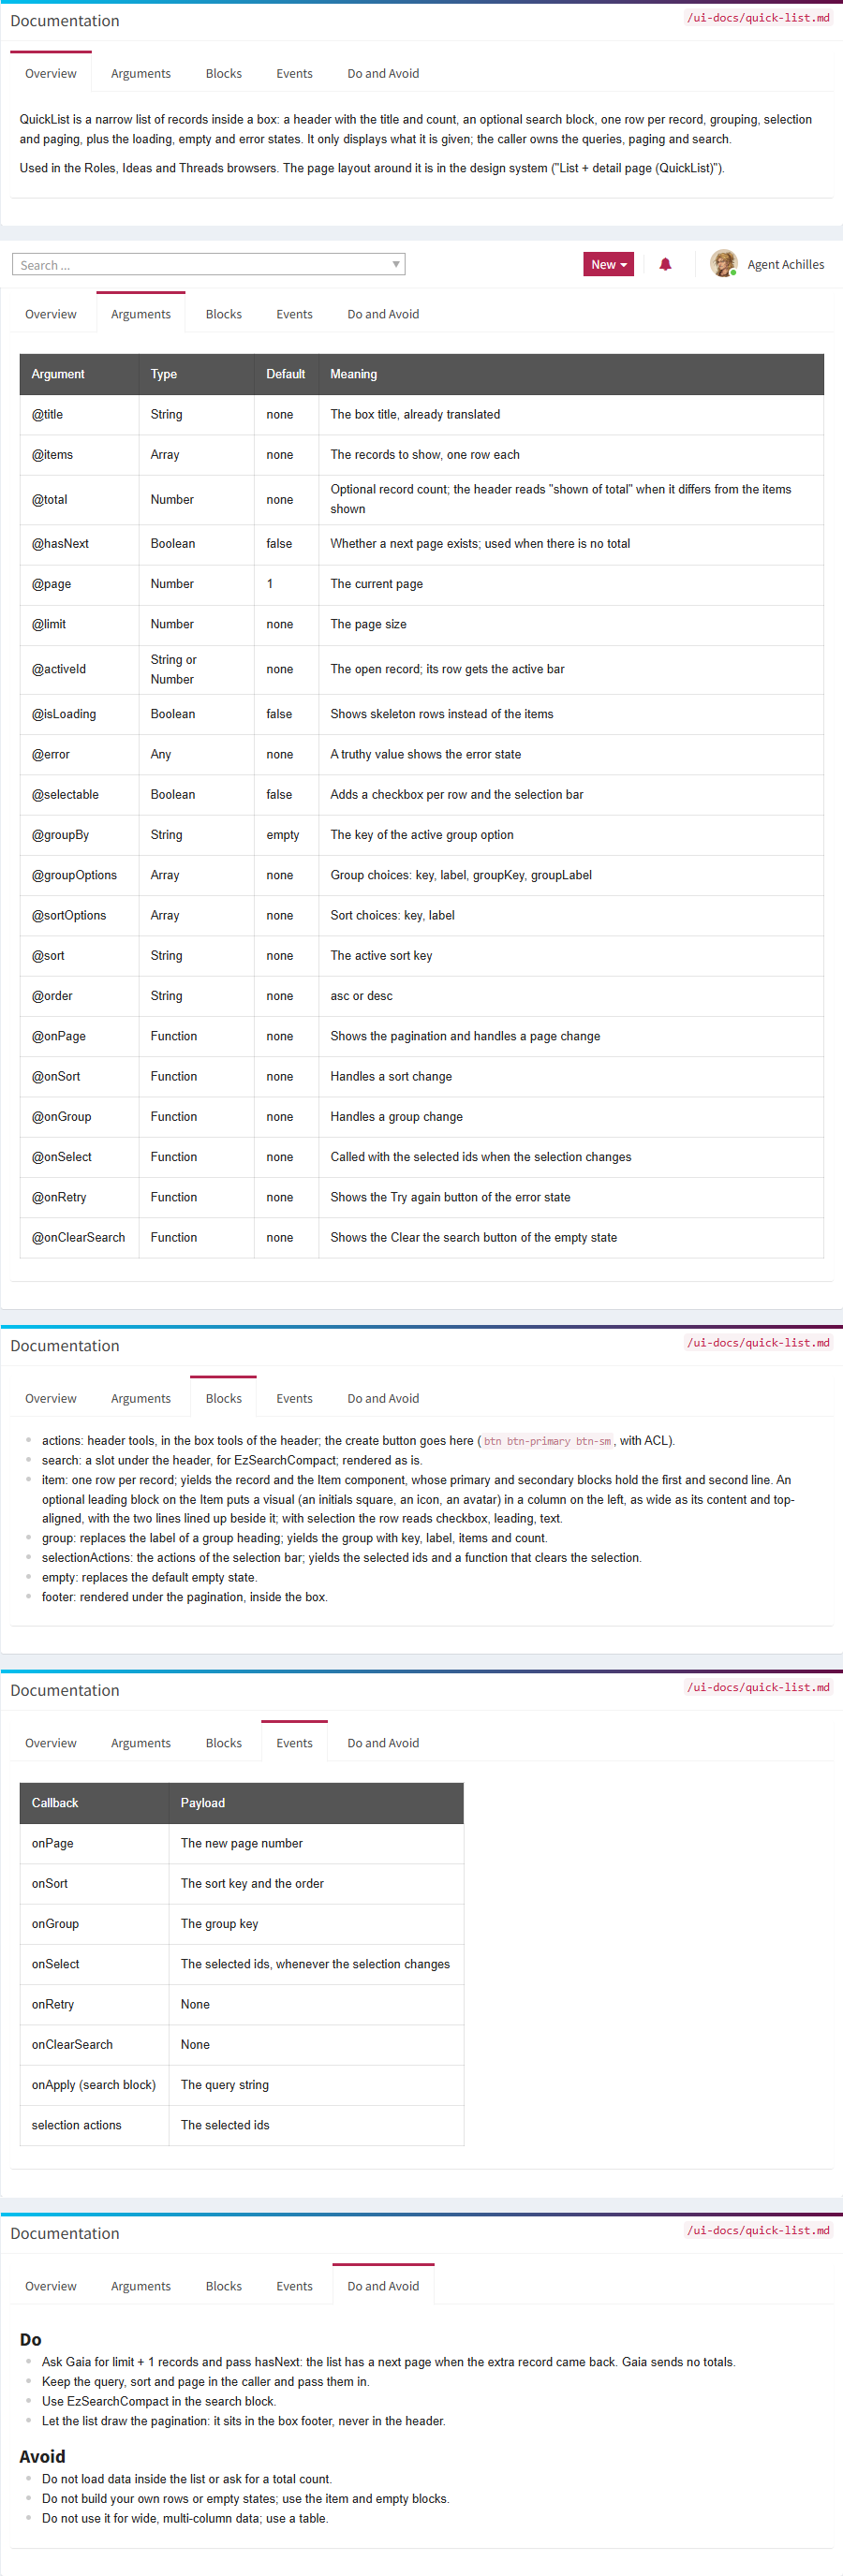 Documentation
/ui-docs/quick-list.md
Overview Arguments Blocks Events Do and Avoid
QuickList is a narrow list of records inside a box: a header with the title and count, an optional search block, one row per record, grouping, selection
and paging, plus the loading, empty and error states. It only displays what it is given; the caller owns the queries, paging and search.
Used in the Roles, Ideas and Threads browsers. The page layout around it is in the design system ("List + detail page (QuickList)").
Search ...
New
Agent Achilles
Overview Arguments Blocks Events Do and Avoid
Argument Type Default Meaning
@title String none The box title, already translated
@items Array none The records to show, one row each
@total Number none Optional record count; the header reads "shown of total" when it differs from the items
shown
@hasNext Boolean false Whether a next page exists; used when there is no total
@page Number 1 The current page
@limit Number none The page size
@activeId String or
Number none The open record; its row gets the active bar
@isLoading Boolean false Shows skeleton rows instead of the items
@error Any none A truthy value shows the error state
@selectable Boolean false Adds a checkbox per row and the selection bar
@groupBy String empty The key of the active group option
@groupOptions Array none Group choices: key, label, groupKey, groupLabel
@sortOptions Array none Sort choices: key, label
@sort String none The active sort key
@order String none asc or desc
@onPage Function none Shows the pagination and handles a page change
@onSort Function none Handles a sort change
@onGroup Function none Handles a group change
@onSelect Function none Called with the selected ids when the selection changes
@onRetry Function none Shows the Try again button of the error state
@onClearSearch Function none Shows the Clear the search button of the empty state
Documentation
/ui-docs/quick-list.md
Overview Arguments Blocks Events Do and Avoid
actions: header tools, in the box tools of the header; the create button goes here ( btn btn-primary btn-sm , with ACL).
search: a slot under the header, for EzSearchCompact; rendered as is.
item: one row per record; yields the record and the Item component, whose primary and secondary blocks hold the first and second line. An
optional leading block on the Item puts a visual (an initials square, an icon, an avatar) in a column on the left, as wide as its content and top-
aligned, with the two lines lined up beside it; with selection the row reads checkbox, leading, text.
group: replaces the label of a group heading; yields the group with key, label, items and count.
selectionActions: the actions of the selection bar; yields the selected ids and a function that clears the selection.
empty: replaces the default empty state.
footer: rendered under the pagination, inside the box.
Documentation
/ui-docs/quick-list.md
Overview Arguments Blocks Events Do and Avoid
Callback Payload
onPage The new page number
onSort The sort key and the order
onGroup The group key
onSelect The selected ids, whenever the selection changes
onRetry None
onClearSearch None
onApply (search block) The query string
selection actions The selected ids
Documentation
/ui-docs/quick-list.md
Overview Arguments Blocks Events Do and Avoid
Do
Ask Gaia for limit + 1 records and pass hasNext: the list has a next page when the extra record came back. Gaia sends no totals.
Keep the query, sort and page in the caller and pass them in.
Use EzSearchCompact in the search block.
Let the list draw the pagination: it sits in the box footer, never in the header.
Avoid
Do not load data inside the list or ask for a total count.
Do not build your own rows or empty states; use the item and empty blocks.
Do not use it for wide, multi-column data; use a table.